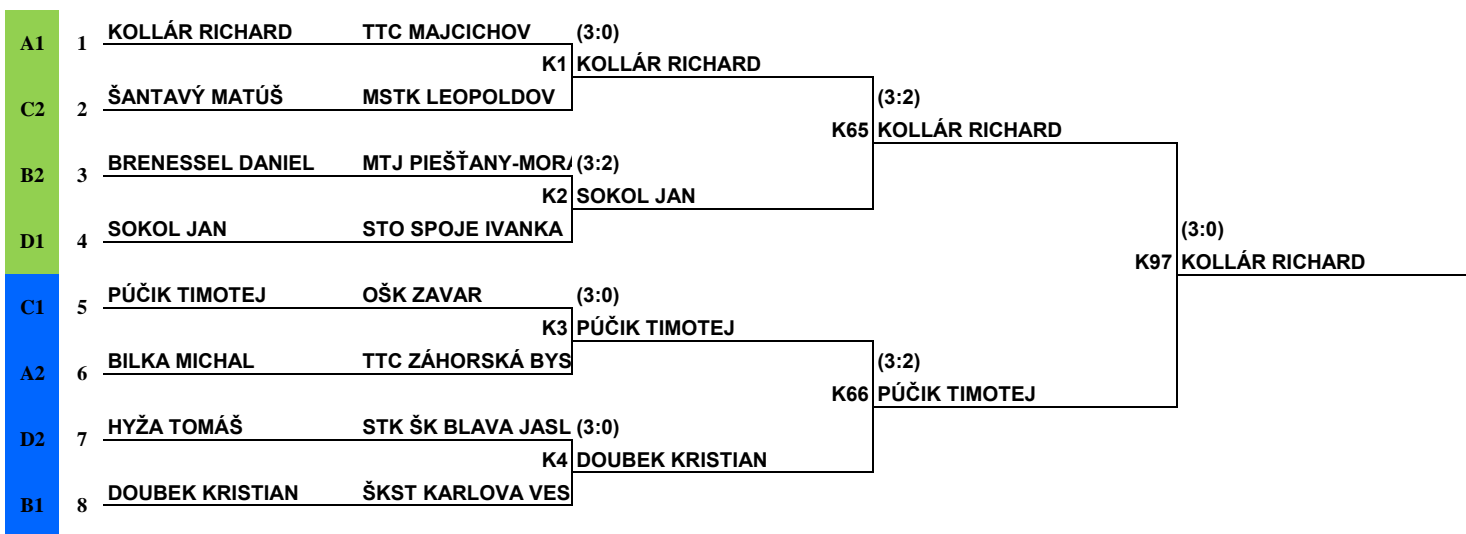 A1 1 KOLLÁR RICHARD TTC MAJCICHOV (3:0)
K1 KOLLÁR RICHARD
C2 2 ŠANTAVÝ MATÚŠ MSTK LEOPOLDOV (3:2)
K65 KOLLÁR RICHARD
B2 3 BRENESSEL DANIEL MTJ PIEŠŤANY-MORA (3:2)
K2 SOKOL JAN
D1 4 SOKOL JAN STO SPOJE IVANKA (3:0)
K97 KOLLÁR RICHARD
C1 5 PÚČIK TIMOTEJ OŠK ZAVAR (3:0)
K3 PÚČIK TIMOTEJ
A2 6 BILKA MICHAL TTC ZÁHORSKÁ BYS (3:2)
K66 PÚČIK TIMOTEJ
D2 7 HYŽA TOMÁŠ STK ŠK BLAVA JASL (3:0)
K4 DOUBEK KRISTIAN
B1 8 DOUBEK KRISTIAN ŠKST KARLOVA VES